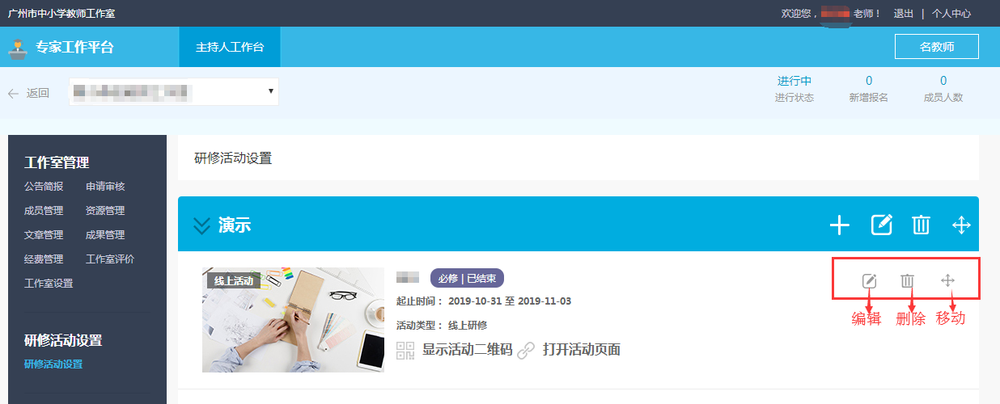 广州市中小学教师工作室
欢迎您，
老师！ 退出 | 个人中心
专家工作平台
主持人工作台
名教师
返回
进行中 0 0
进行状态 新增报名 成员人数
工作室管理
公告简报 申请审核
成员管理 资源管理
文章管理 成果管理
经费管理 工作室评价
工作室设置
研修活动设置
研修活动设置
研修活动设置
演示
线上活动
必修 | 已结束
起止时间： 2019-10-31 至 2019-11-03
活动类型： 线上研修
显示活动二维码 打开活动页面
编辑 删除 移动